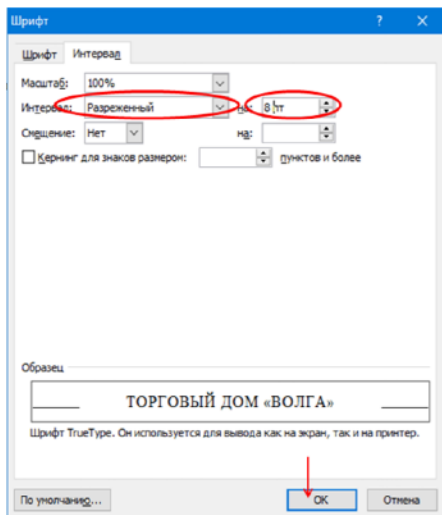 Шрифт ?
Шрифт Интервал
Масштаб: 100%
Интервал: Разреженный на: 8 пт
Смещение: Нет на:
Кернинг для знаков размером: пунктов и более
Образец
ТОРГОВЫЙ ДОМ «ВОЛГА»
Шрифт TrueType. Он используется для вывода как на экран, так и на принтер.
По умолчанию... ОК Отмена